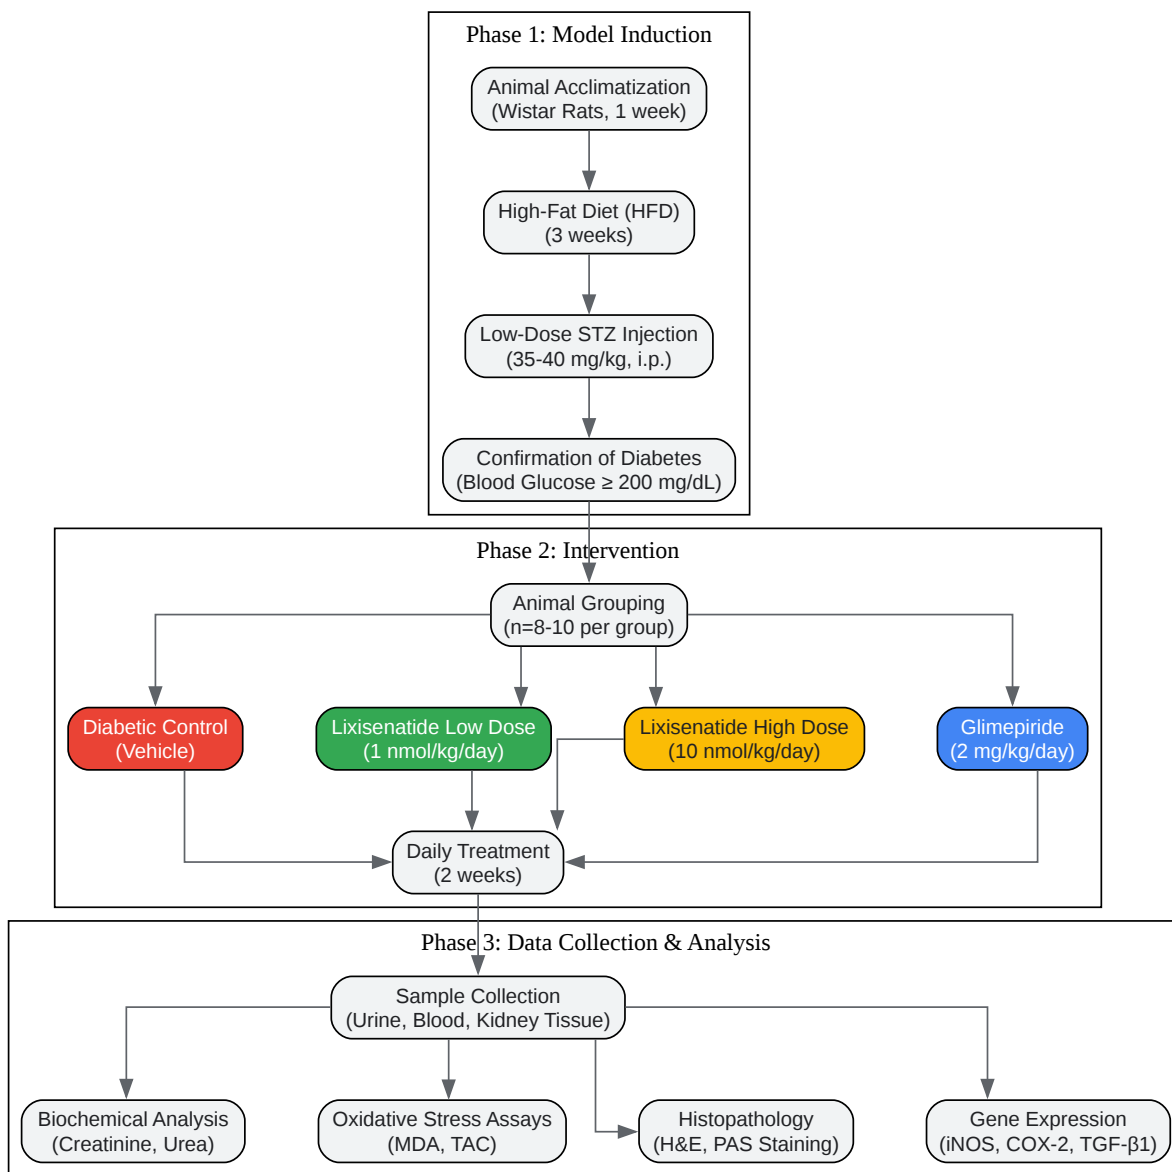 Phase 1: Model Induction
Animal Acclimatization
(Wistar Rats, 1 week)
High-Fat Diet (HFD)
(3 weeks)
Low-Dose STZ Injection
(35-40 mg/kg, i.p.)
Confirmation of Diabetes
(Blood Glucose ≥ 200 mg/dL)
Phase 2: Intervention
Animal Grouping
(n=8-10 per group)
Diabetic Control
(Vehicle)
Lixisenatide Low Dose
(1 nmol/kg/day)
Lixisenatide High Dose
(10 nmol/kg/day)
Glimepiride
(2 mg/kg/day)
Daily Treatment
(2 weeks)
Phase 3: Data Collection & Analysis
Sample Collection
(Urine, Blood, Kidney Tissue)
Biochemical Analysis
(Creatinine, Urea)
Oxidative Stress Assays
(MDA, TAC)
Histopathology
(H&E, PAS Staining)
Gene Expression
(iNOS, COX-2, TGF-β1)